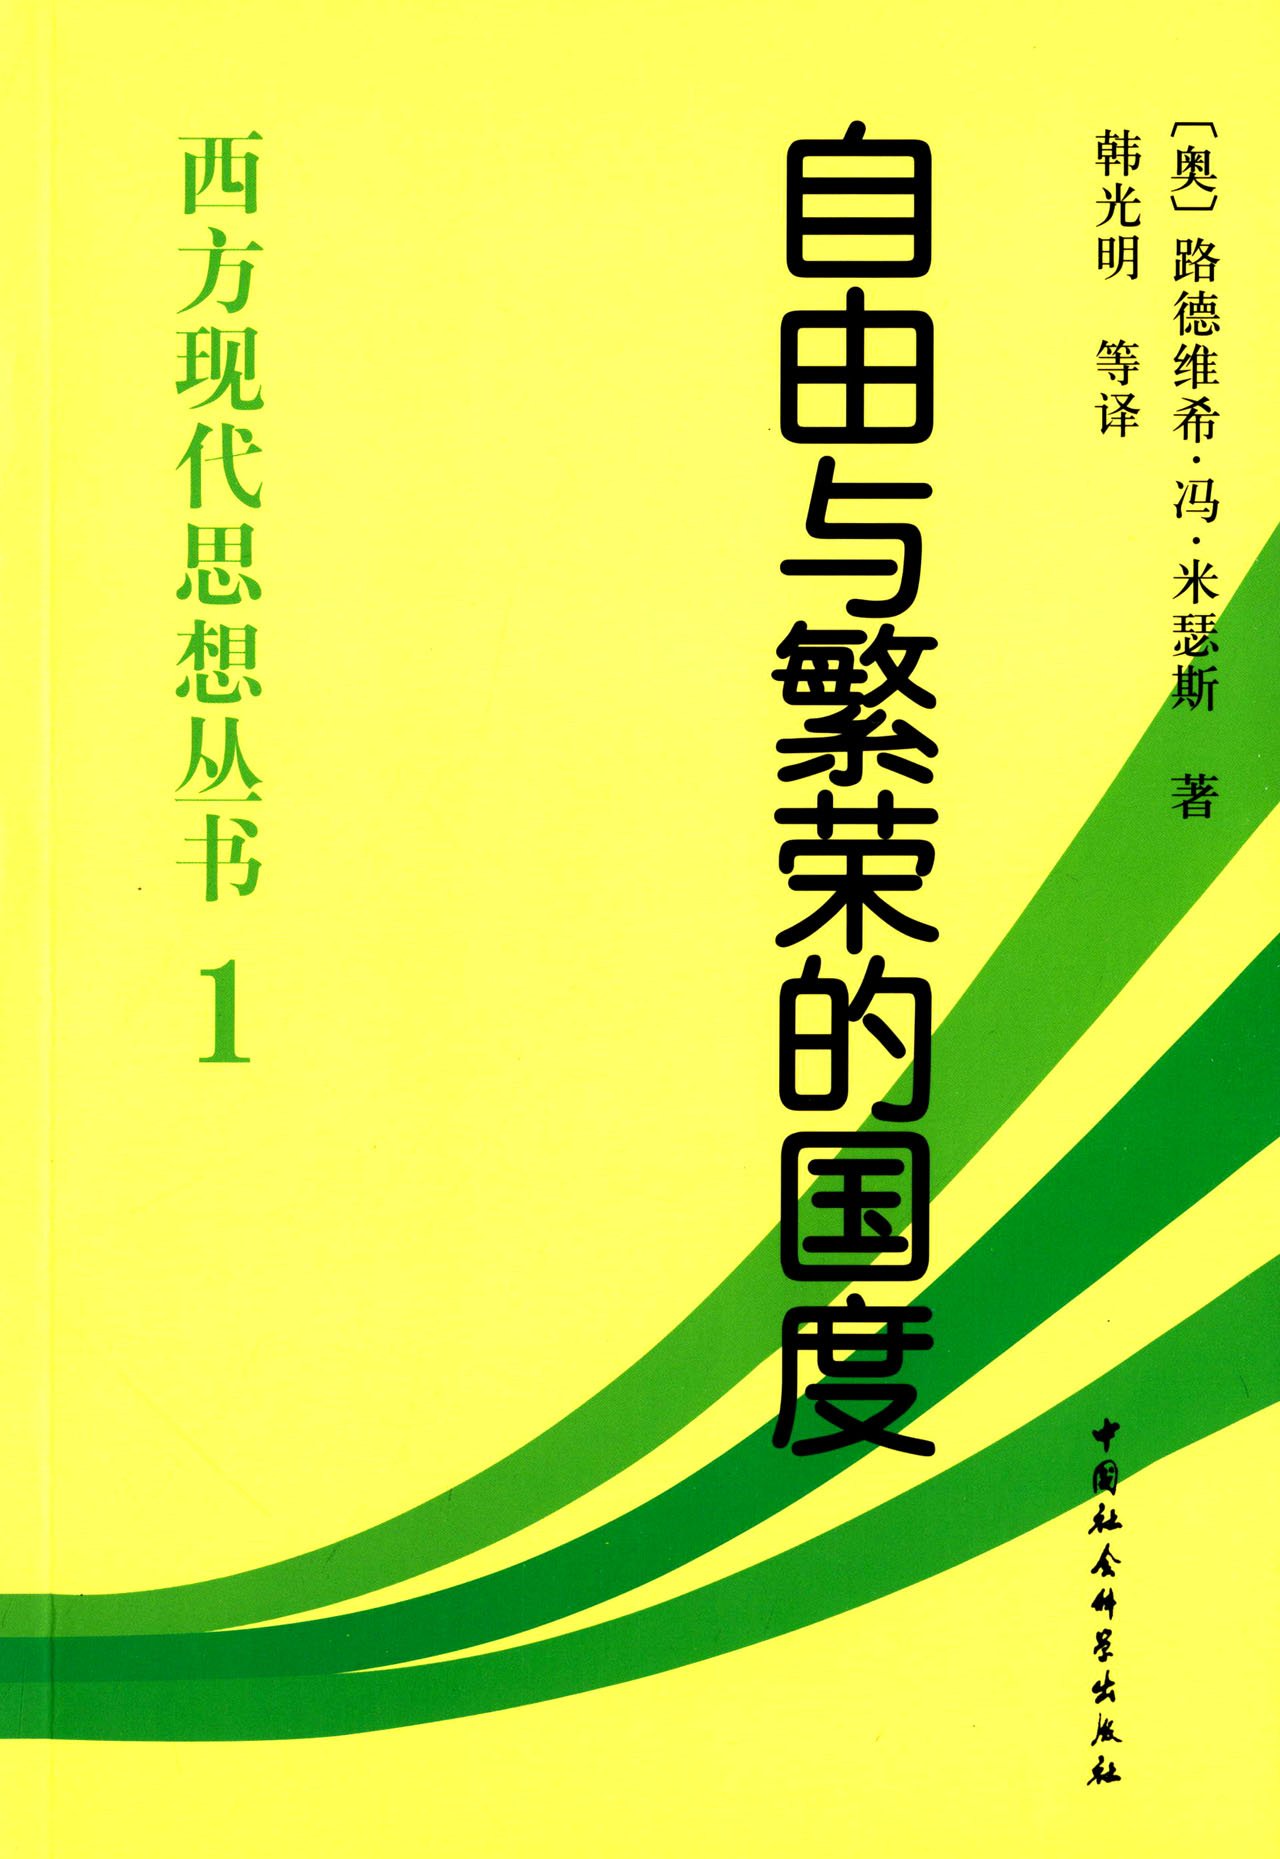 〔奥〕路德维希·冯·米瑟斯 著
韩光明 等译
自由与繁荣的国度
西方现代思想丛书 1
中国社会科学出版社